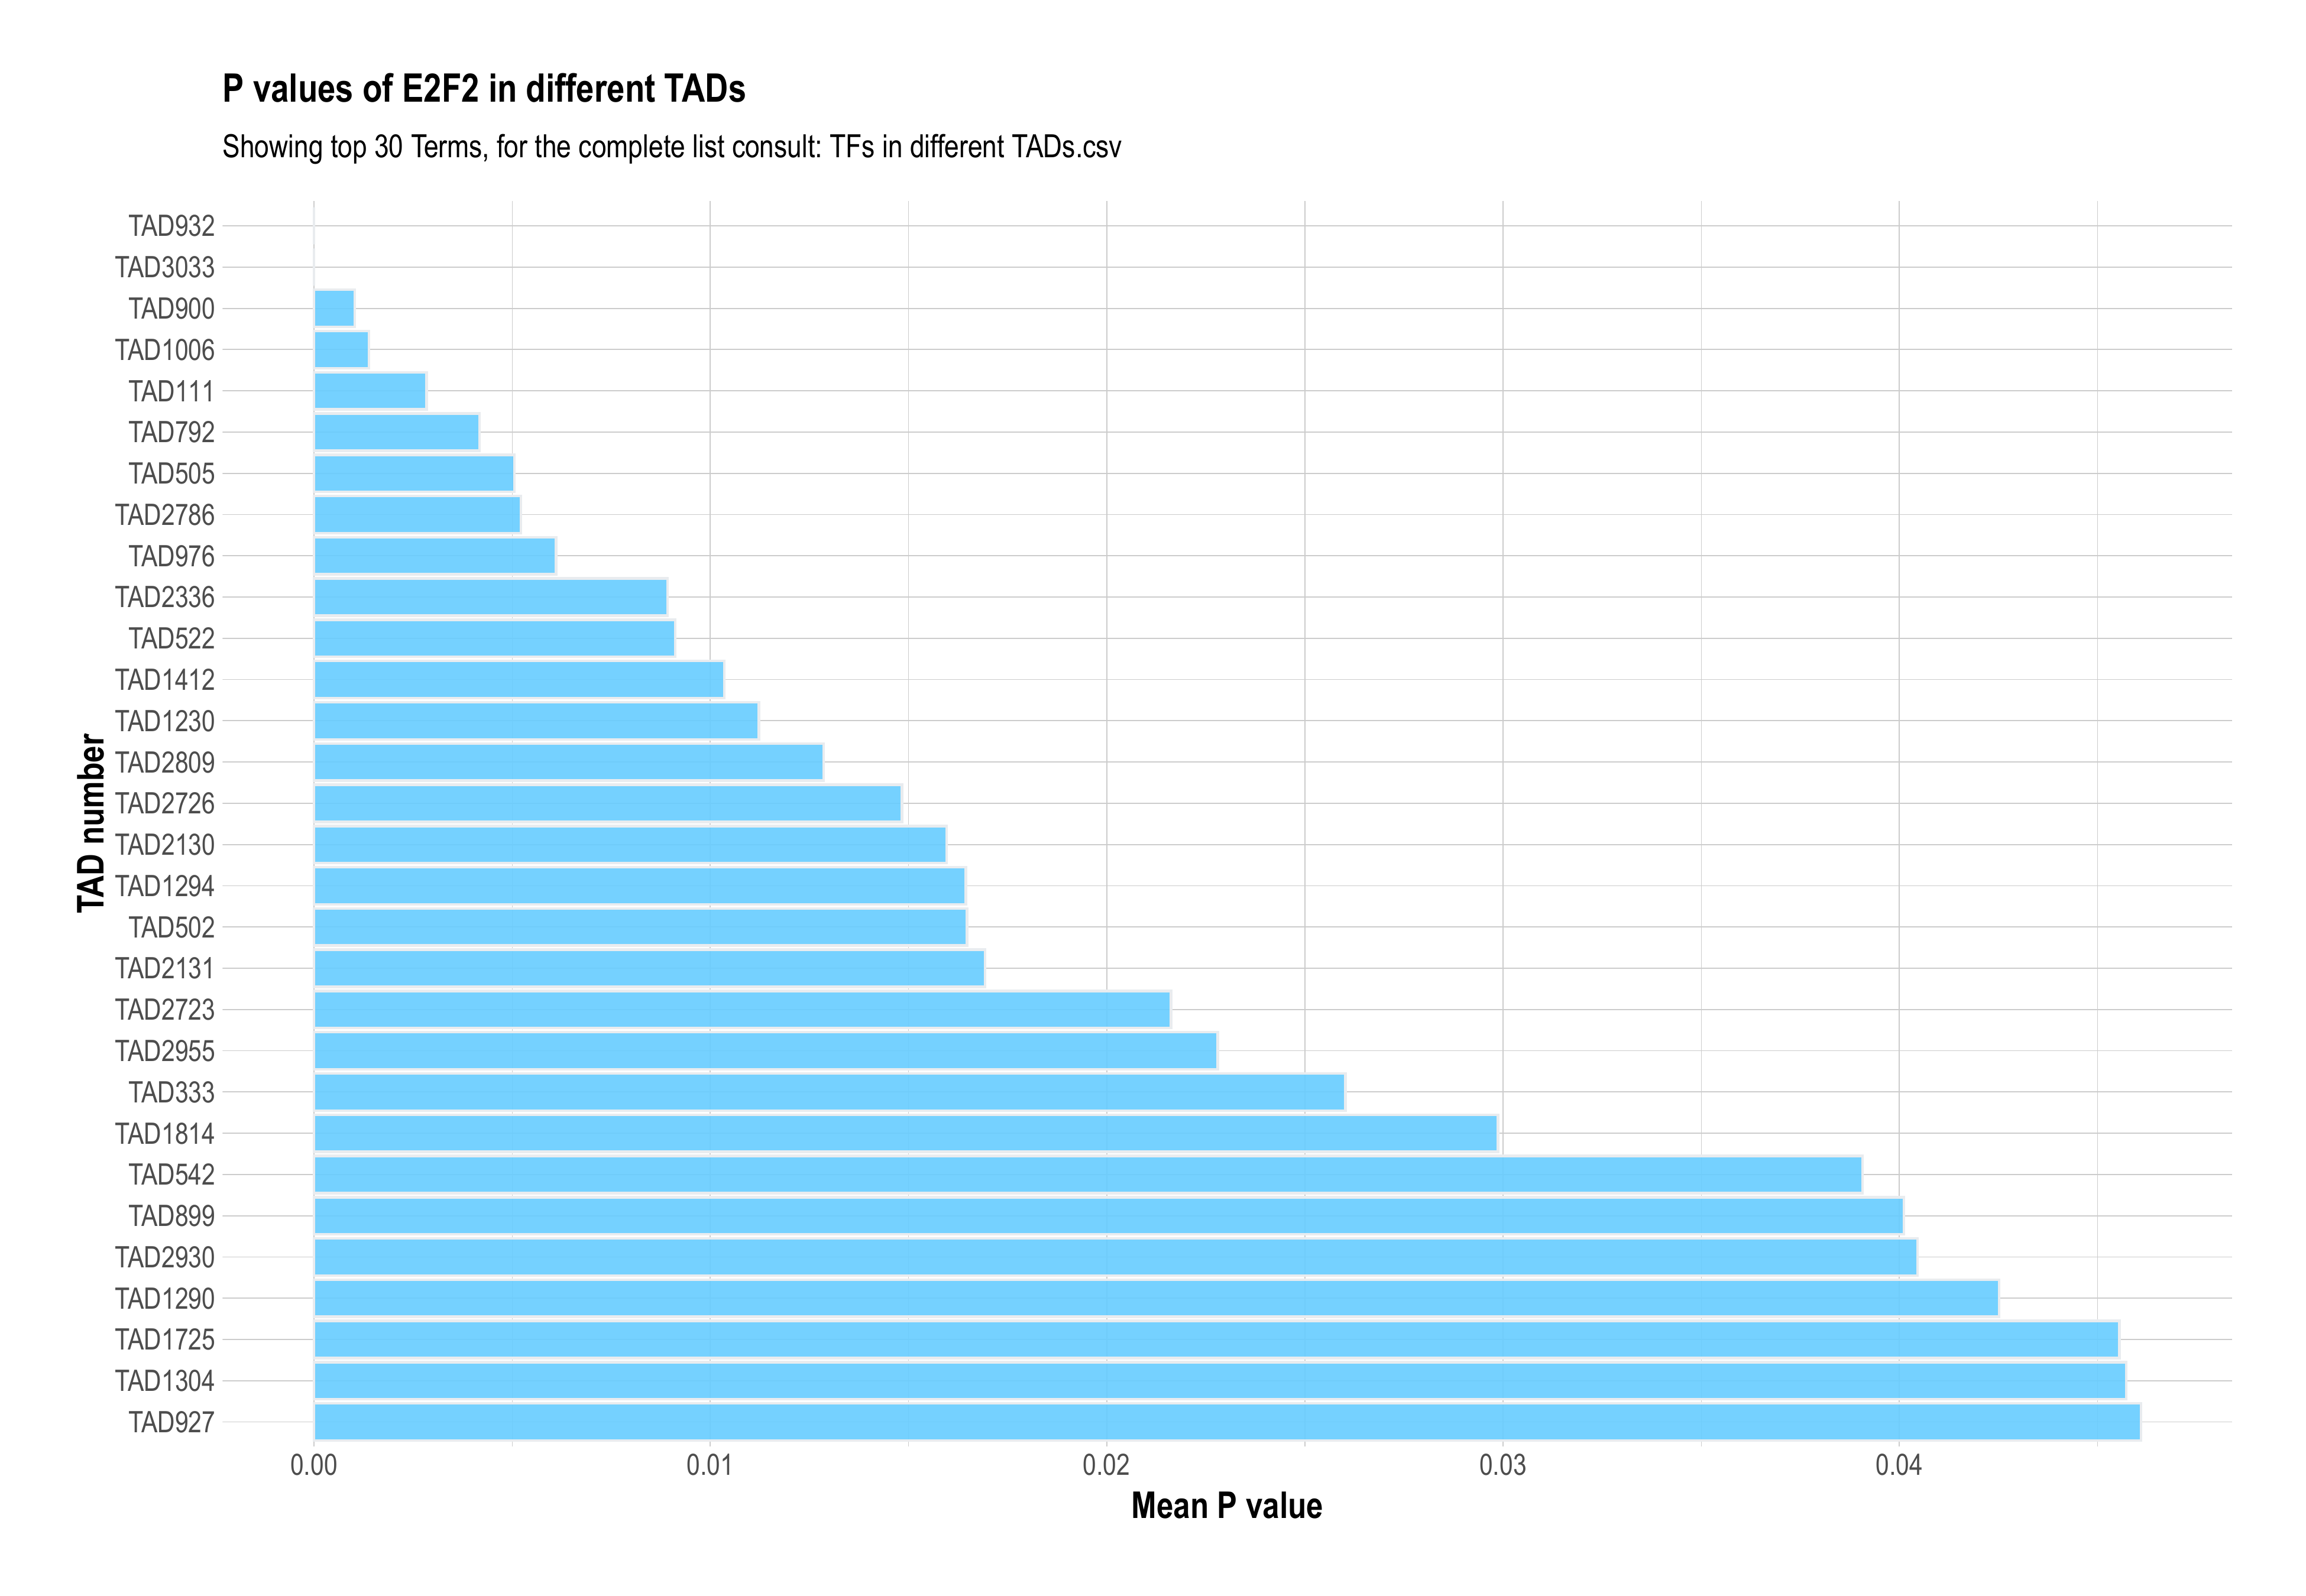 P values of E2F2 in different TADs
Showing top 30 Terms, for the complete list consult: TFs in different TADs.csv
TAD number
TAD932
TAD3033
TAD900
TAD1006
TAD111
TAD792
TAD505
TAD2786
TAD976
TAD2336
TAD522
TAD1412
TAD1230
TAD2809
TAD2726
TAD2130
TAD1294
TAD502
TAD2131
TAD2723
TAD2955
TAD333
TAD1814
TAD542
TAD899
TAD2930
TAD1290
TAD1725
TAD1304
TAD927
0.00 0.01 0.02 0.03 0.04
Mean P value